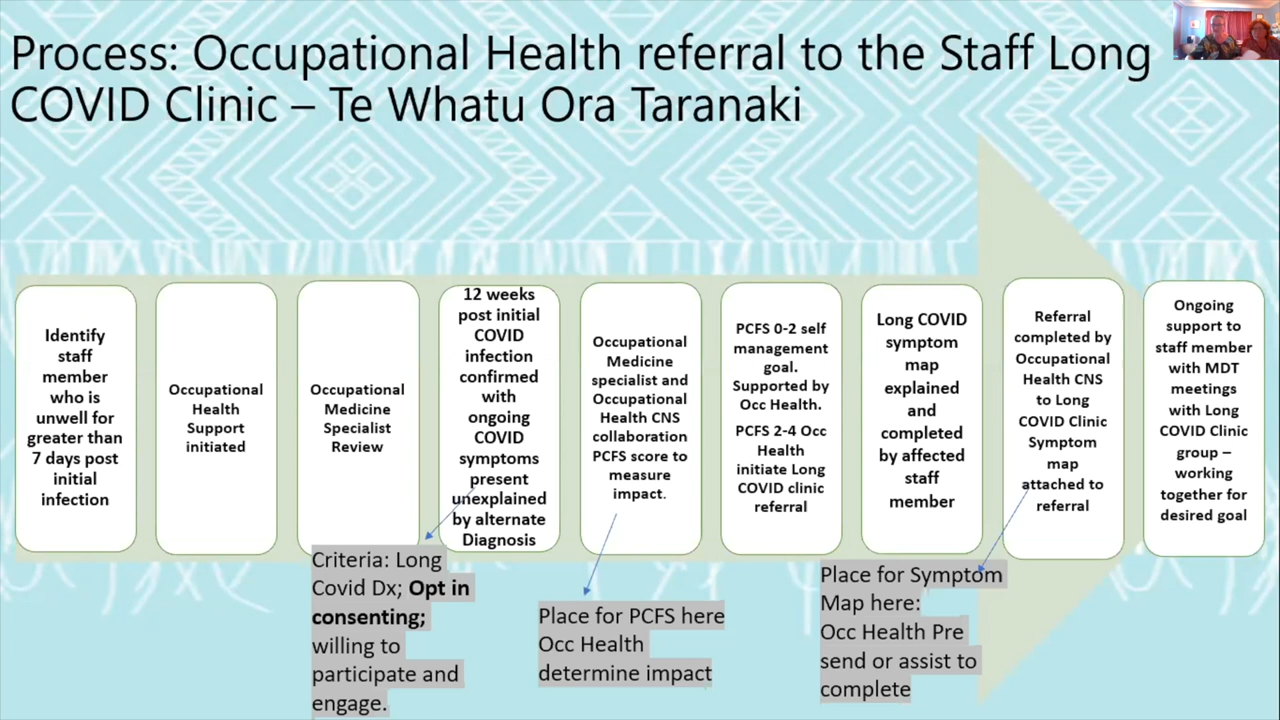 Process: Occupational Health referral to the Staff Long
COVID Clinic – Te Whatu Ora Taranaki
Identify
staff
member
who is
unwell for
greater than
7 days post
initial
infection
Occupational
Health
Support
initiated
Occupational
Medicine
Specialist
Review
12 weeks
post initial
COVID
infection
confirmed
with
ongoing
COVID
symptoms
present
unexplained
by alternate
Diagnosis
Occupational
Medicine
specialist and
Occupational
Health CNS
collaboration
PCFS score to
measure
impact.
PCFS 0-2 self
management
goal.
Supported by
Occ Health.
PCFS 2-4 Occ
Health
initiate Long
COVID clinic
referral
Long COVID
symptom
map
explained
and
completed
by affected
staff
member
Referral
completed by
Occupational
Health CNS
to Long
COVID Clinic
Symptom
map
attached to
referral
Ongoing
support to
staff member
with MDT
meetings
with Long
COVID Clinic
group –
working
together for
desired goal
Criteria: Long
Covid Dx; Opt in
consenting;
willing to
participate and
engage.
Place for PCFS here
Occ Health
determine impact
Place for Symptom
Map here:
Occ Health Pre
send or assist to
complete